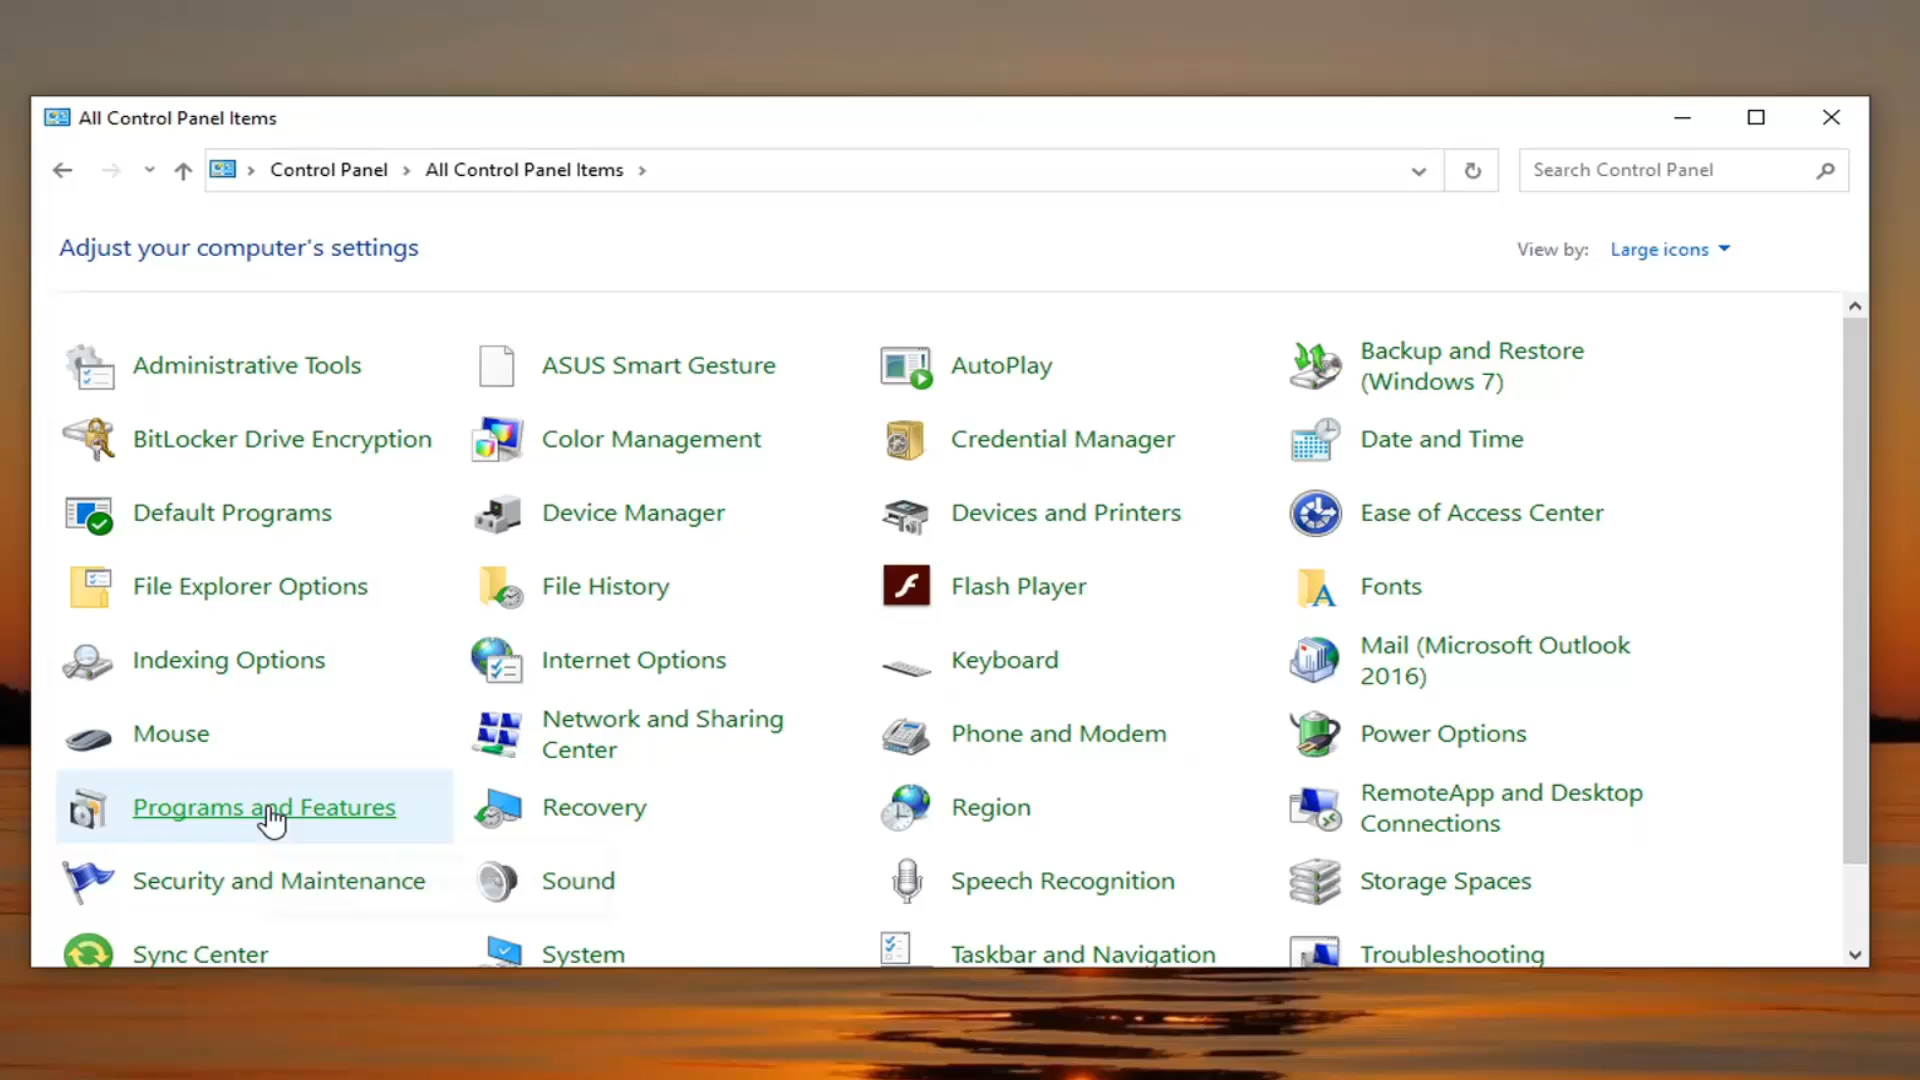 All Control Panel Items
Control Panel > All Control Panel Items >
Search Control Panel
Adjust your computer's settings
View by: Large icons
Administrative Tools
ASUS Smart Gesture
AutoPlay
Backup and Restore
(Windows 7)
BitLocker Drive Encryption
Color Management
Credential Manager
Date and Time
Default Programs
Device Manager
Devices and Printers
Ease of Access Center
File Explorer Options
File History
Flash Player
Fonts
Indexing Options
Internet Options
Keyboard
Mail (Microsoft Outlook
2016)
Mouse
Network and Sharing
Center
Phone and Modem
Power Options
Programs and Features
Recovery
Region
RemoteApp and Desktop
Connections
Security and Maintenance
Sound
Speech Recognition
Storage Spaces
Sync Center
System
Taskbar and Navigation
Troubleshooting